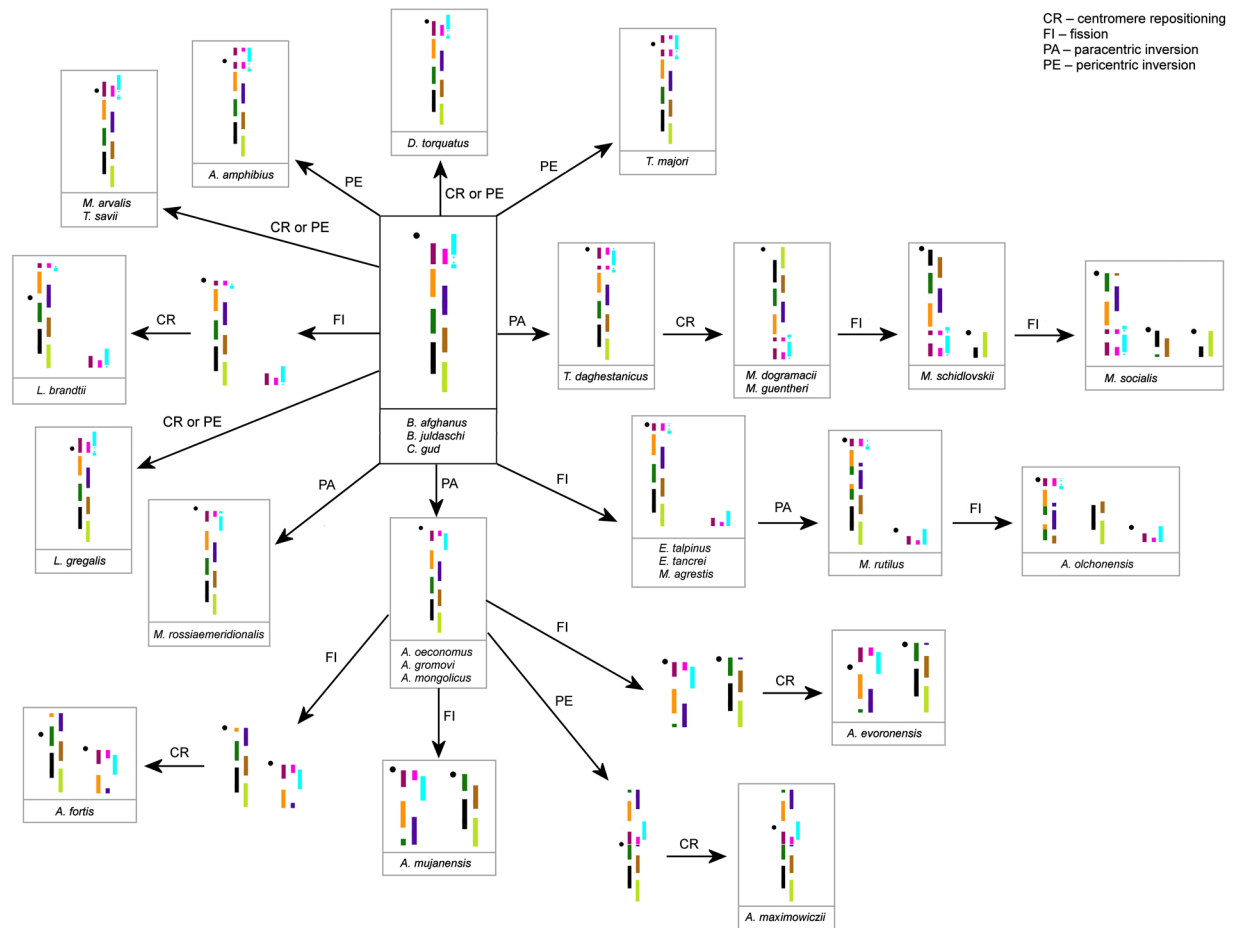 CR – centromere repositioning
FI – fission
PA – paracentric inversion
PE – pericentric inversion
D. torquatus
T. majori
A. amphibius
M. arvalis
T. savii
PE
CR or PE
PE
CR or PE
L. brandtii
CR
FI
B. afghanus
B. juldaschi
C. gud
PA
T. daghestanicus
CR
M. dogramacii
M. guentheri
FI
M. schidlovskii
FI
M. socialis
CR or PE
L. gregalis
PA
M. rossiaemeridionalis
PA
FI
E. talpinus
E. tancrei
M. agrestis
PA
M. rutilus
FI
A. olchonensis
A. oeconomus
A. gromovi
A. mongolicus
FI
FI
PE
FI
CR
A. evoronensis
CR
A. fortis
A. mujanensis
CR
A. maximowiczii